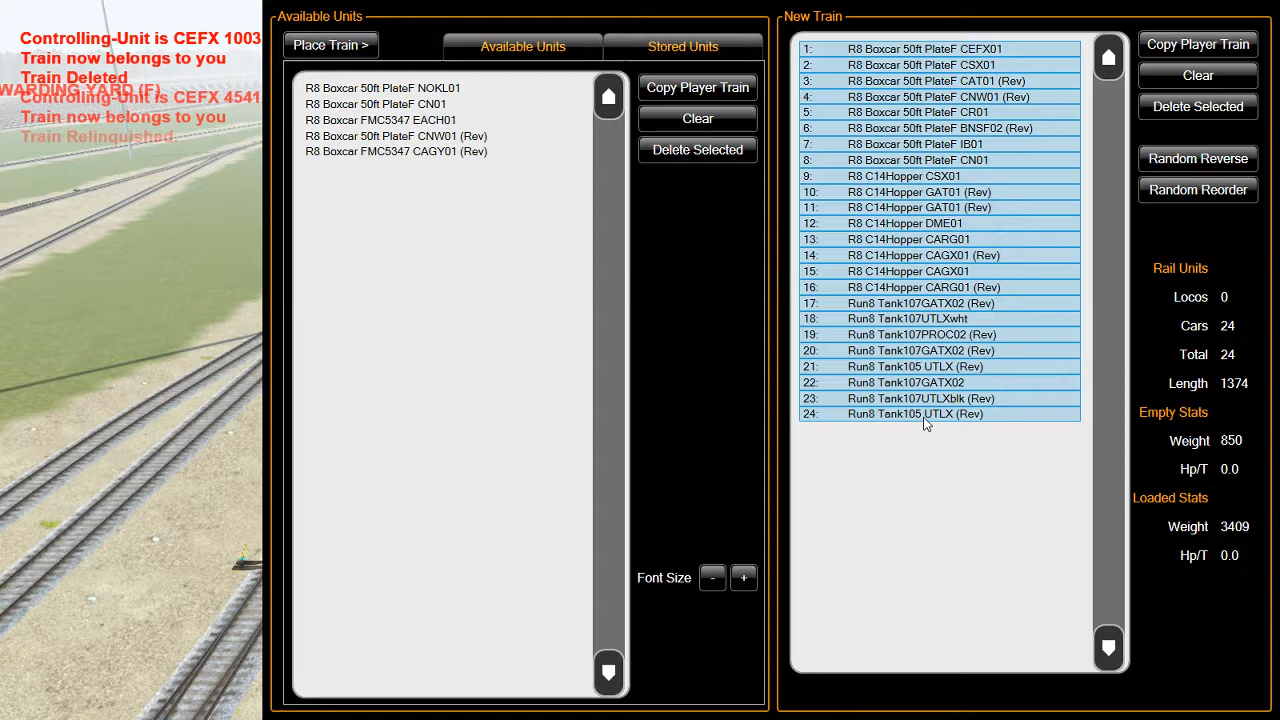 Controlling-Unit is CEFX 1003
Train now belongs to you
Train Deleted
WARDING YARD (F)
Controlling-Unit is CEFX 4541
Train now belongs to you
Train Relinquished.
Available Units
Place Train >
Available Units
Stored Units
R8 Boxcar 50ft PlateF NOKL01
R8 Boxcar 50ft PlateF CN01
R8 Boxcar FMC5347 EACH01
R8 Boxcar 50ft PlateF CNW01 (Rev)
R8 Boxcar FMC5347 CAGY01 (Rev)
Copy Player Train
Clear
Delete Selected
Font Size - +
New Train
1: R8 Boxcar 50ft PlateF CEFX01
2: R8 Boxcar 50ft PlateF CSX01
3: R8 Boxcar 50ft PlateF CAT01 (Rev)
4: R8 Boxcar 50ft PlateF CNW01 (Rev)
5: R8 Boxcar 50ft PlateF CR01
6: R8 Boxcar 50ft PlateF BNSF02 (Rev)
7: R8 Boxcar 50ft PlateF IB01
8: R8 Boxcar 50ft PlateF CN01
9: R8 C14Hopper CSX01
10: R8 C14Hopper GAT01 (Rev)
11: R8 C14Hopper GAT01 (Rev)
12: R8 C14Hopper DME01
13: R8 C14Hopper CARG01
14: R8 C14Hopper CAGX01 (Rev)
15: R8 C14Hopper CAGX01
16: R8 C14Hopper CARG01 (Rev)
17: Run8 Tank107GATX02 (Rev)
18: Run8 Tank107UTLXwht
19: Run8 Tank107PROC02 (Rev)
20: Run8 Tank107GATX02 (Rev)
21: Run8 Tank105 UTLX (Rev)
22: Run8 Tank107GATX02
23: Run8 Tank107UTLXblk (Rev)
24: Run8 Tank105 UTLX (Rev)
Copy Player Train
Clear
Delete Selected
Random Reverse
Random Reorder
Rail Units
Locos 0
Cars 24
Total 24
Length 1374
Empty Stats
Weight 850
Hp/T 0.0
Loaded Stats
Weight 3409
Hp/T 0.0